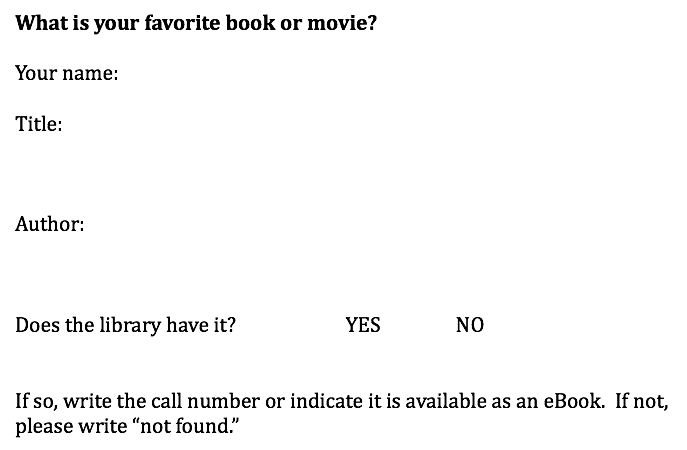 What is your favorite book or movie?
Your name:
Title:
Author:
Does the library have it? YES NO
If so, write the call number or indicate it is available as an eBook.  If not,
please write “not found.”